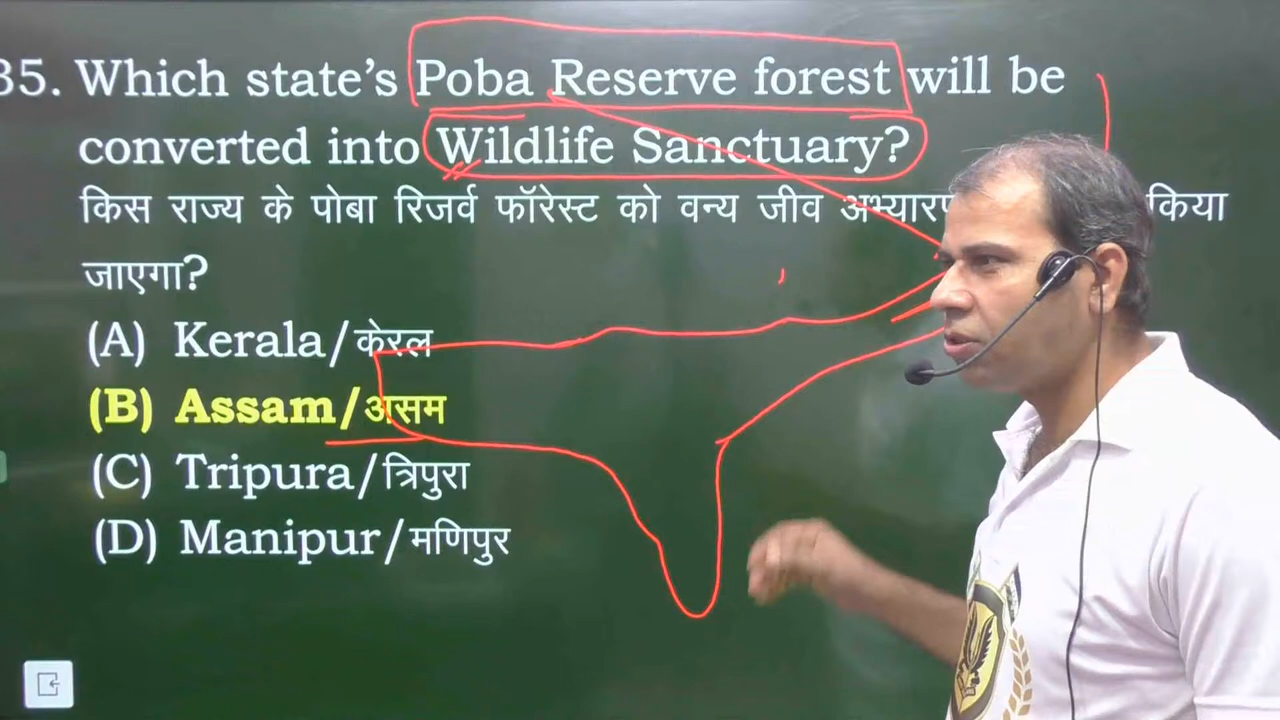 35. Which state's Poba Reserve forest will be
converted into Wildlife Sanctuary?
किस राज्य के पोबा रिजर्व फॉरेस्ट को वन्य जीव किया
जाएगा?
(A) Kerala/केरल
(B) Assam/असम
(C) Tripura/त्रिपुरा
(D) Manipur/मणिपुर